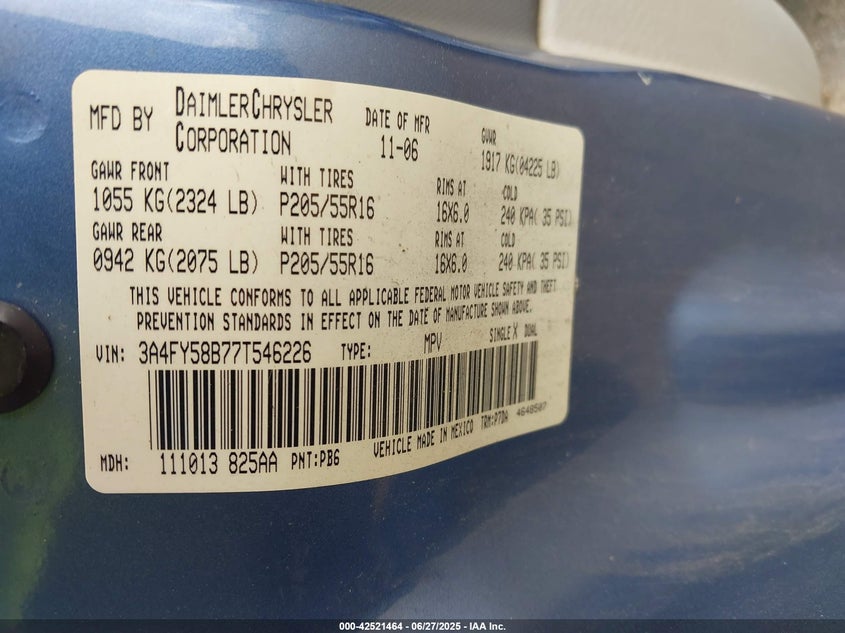 MFD BY DAIMLERCHRYSLER CORPORATION DATE OF MFR 11-06 GVWR 1917 KG(04225 LB)
GAWR FRONT WITH TIRES RIMS AT COLD
1055 KG(2324 LB) P205/55R16 16X6.0 240 KPA( 35 PSI)
GAWR REAR WITH TIRES RIMS AT COLD
0942 KG(2075 LB) P205/55R16 16X6.0 240 KPA( 35 PSI)
THIS VEHICLE CONFORMS TO ALL APPLICABLE FEDERAL MOTOR VEHICLE SAFETY AND THEFT
PREVENTION STANDARDS IN EFFECT ON THE DATE OF MANUFACTURE SHOWN ABOVE.
VIN: 3A4FY58B77T546226 TYPE: MPV SINGLE X DUAL
MDH: 111013 825AA PNT:PB6 VEHICLE MADE IN MEXICO TRM:P7DA 4648507
000-42521464 | 06/27/2025 - IAA Inc.